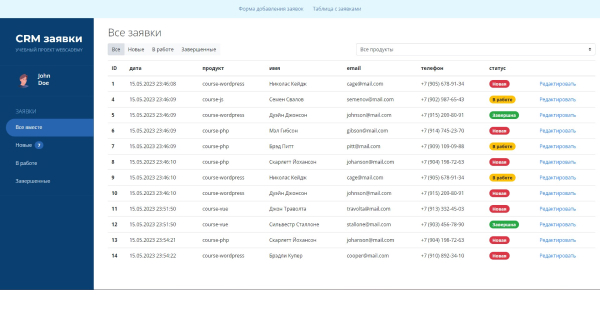 Форма добавления заявок Таблица с заявками
CRM заявки
УЧЕБНЫЙ ПРОЕКТ WEBCADEMY
John
Doe
ЗАЯВКИ
Все вместе
Новые
В работе
Завершенные
Все заявки
Все Новые В работе Завершенные Все продукты
ID дата продукт имя email телефон статус
1 15.05.2023 23:46:08 course-wordpress Николас Кейдж cage@mail.com +7 (905) 678-91-34 Новая Редактировать
4 15.05.2023 23:46:09 course-js Семен Свалов semenov@mail.com +7 (902) 987-65-43 В работе Редактировать
5 15.05.2023 23:46:09 course-wordpress Дуэйн Джонсон johnson@mail.com +7 (915) 200-80-91 Завершена Редактировать
6 15.05.2023 23:46:09 course-php Мэл Гибсон gibson@mail.com +7 (914) 745-23-70 Новая Редактировать
7 15.05.2023 23:46:09 course-php Брэд Питт pitt@mail.com +7 (909) 109-09-88 В работе Редактировать
8 15.05.2023 23:46:10 course-php Скарлетт Йохансон johanson@mail.com +7 (904) 198-72-63 Новая Редактировать
9 15.05.2023 23:46:10 course-wordpress Николас Кейдж cage@mail.com +7 (905) 678-91-34 В работе Редактировать
10 15.05.2023 23:46:10 course-wordpress Дуэйн Джонсон johnson@mail.com +7 (915) 200-80-91 Новая Редактировать
11 15.05.2023 23:51:50 course-vue Джон Траволта travolta@mail.com +7 (913) 352-45-03 Новая Редактировать
12 15.05.2023 23:51:50 course-vue Сильвестр Сталлоне stallone@mail.com +7 (903) 456-78-90 Завершена Редактировать
13 15.05.2023 23:54:21 course-php Скарлетт Йохансон johanson@mail.com +7 (904) 198-72-63 Новая Редактировать
14 15.05.2023 23:50:22 course-wordpress Брэдли Купер cooper@mail.com +7 (910) 892-34-10 Новая Редактировать